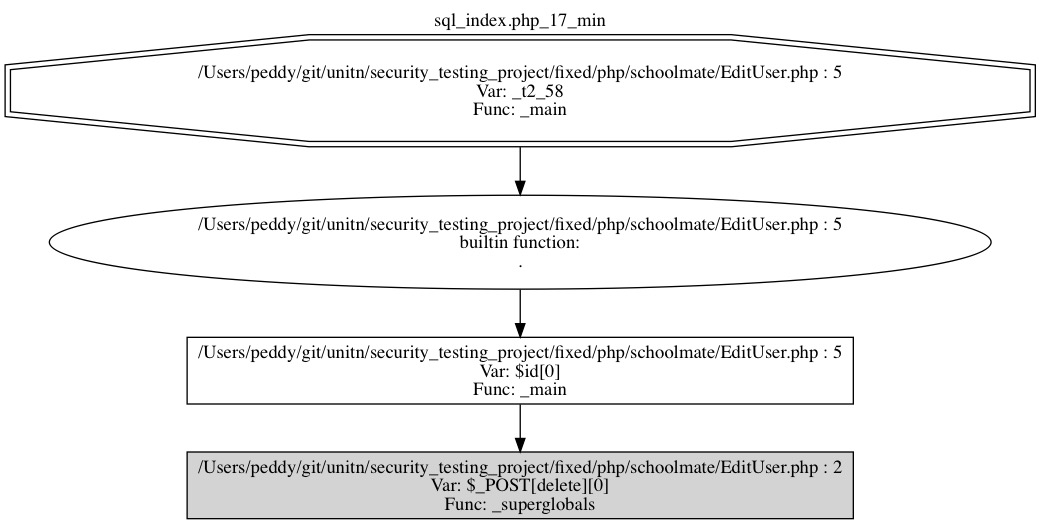 sql_index.php_17_min
/Users/peddy/git/unitn/security_testing_project/fixed/php/schoolmate/EditUser.php : 5
Var: _t2_58
Func: _main
/Users/peddy/git/unitn/security_testing_project/fixed/php/schoolmate/EditUser.php : 5
builtin function:
.
/Users/peddy/git/unitn/security_testing_project/fixed/php/schoolmate/EditUser.php : 5
Var: $id[0]
Func: _main
/Users/peddy/git/unitn/security_testing_project/fixed/php/schoolmate/EditUser.php : 2
Var: $_POST[delete][0]
Func: _superglobals